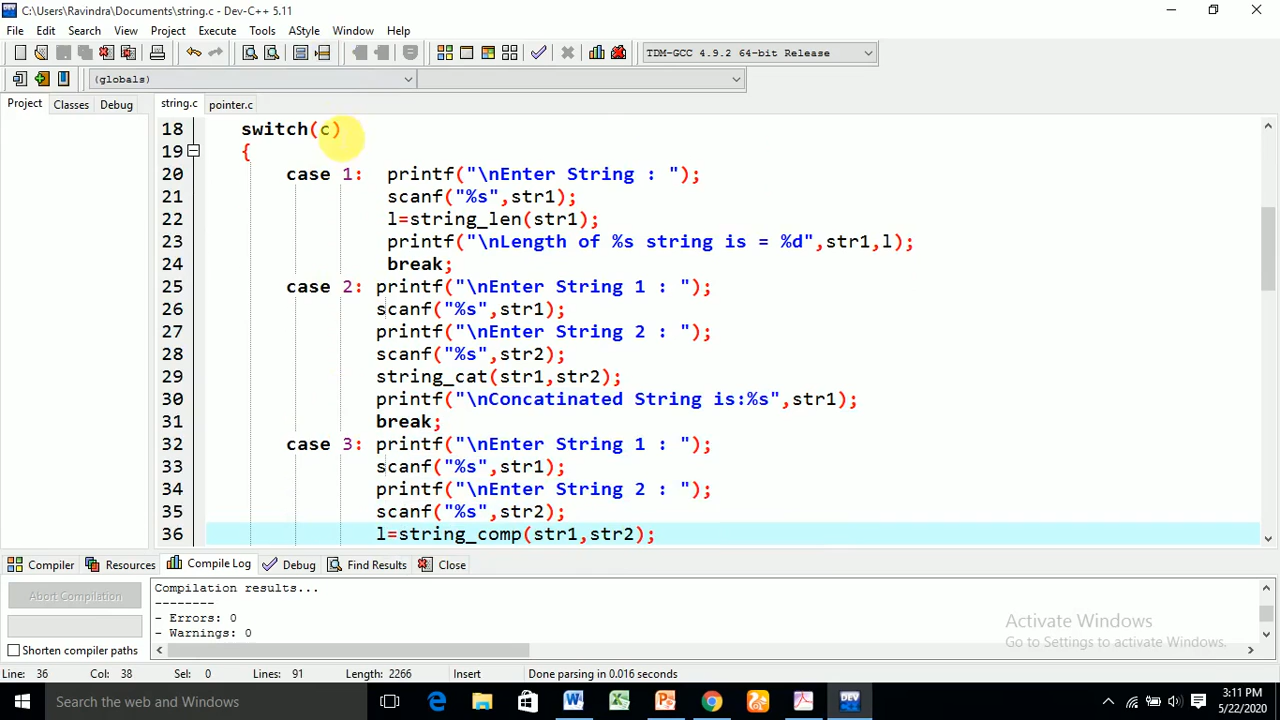 C:\Users\Ravindra\Documents\string.c - Dev-C++ 5.11
File Edit Search View Project Execute Tools AStyle Window Help
TDM-GCC 4.9.2 64-bit Release
(globals)
Project Classes Debug string.c pointer.c
18 switch(c)
19 {
20 case 1: printf("\nEnter String : ");
21 scanf("%s",str1);
22 l=string_len(str1);
23 printf("\nLength of %s string is = %d",str1,l);
24 break;
25 case 2: printf("\nEnter String 1 : ");
26 scanf("%s",str1);
27 printf("\nEnter String 2 : ");
28 scanf("%s",str2);
29 string_cat(str1,str2);
30 printf("\nConcatinated String is:%s",str1);
31 break;
32 case 3: printf("\nEnter String 1 : ");
33 scanf("%s",str1);
34 printf("\nEnter String 2 : ");
35 scanf("%s",str2);
36 l=string_comp(str1,str2);
Compiler Resources Compile Log Debug Find Results Close
Abort Compilation
Shorten compiler paths
Compilation results...
--------
- Errors: 0
- Warnings: 0
Activate Windows
Go to Settings to activate Windows.
Line: 36 Col: 38 Sel: 0 Lines: 91 Length: 2266 Insert Done parsing in 0.016 seconds
Search the web and Windows
3:11 PM
5/22/2020